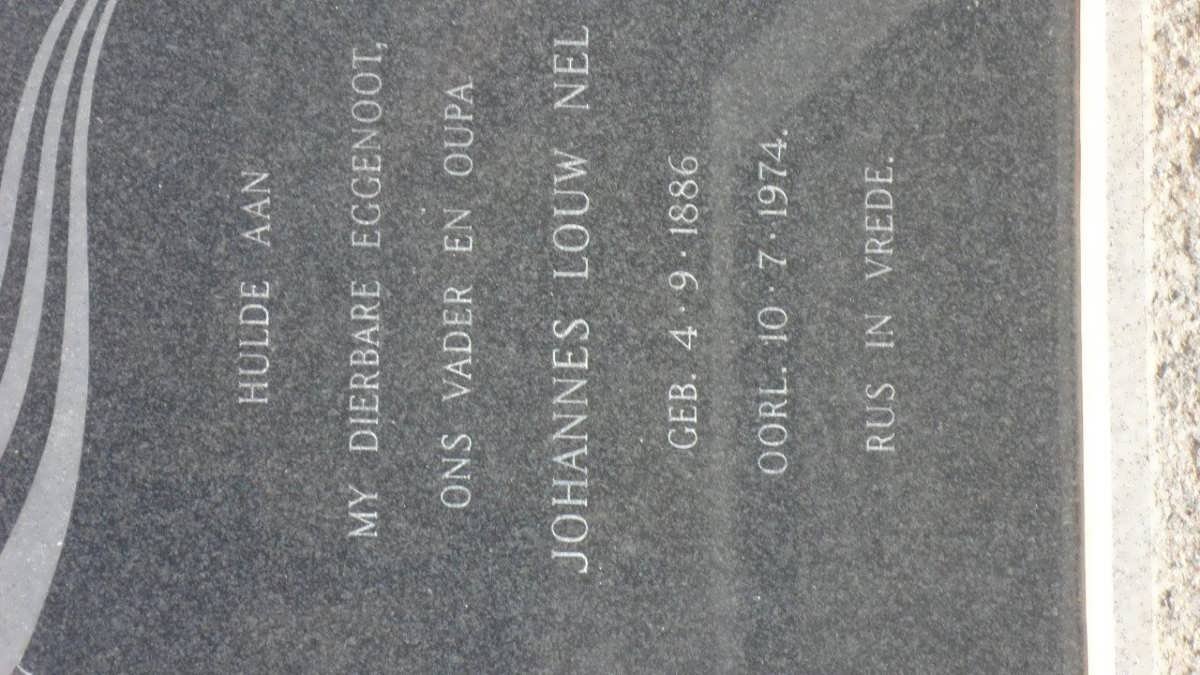 HULDE AAN
MY DIERBARE EGGENOOT,
ONS VADER EN OUPA
JOHANNES LOUW NEL
GEB. 4·9·1886
OORL. 10·7·1974.
RUS IN VREDE.